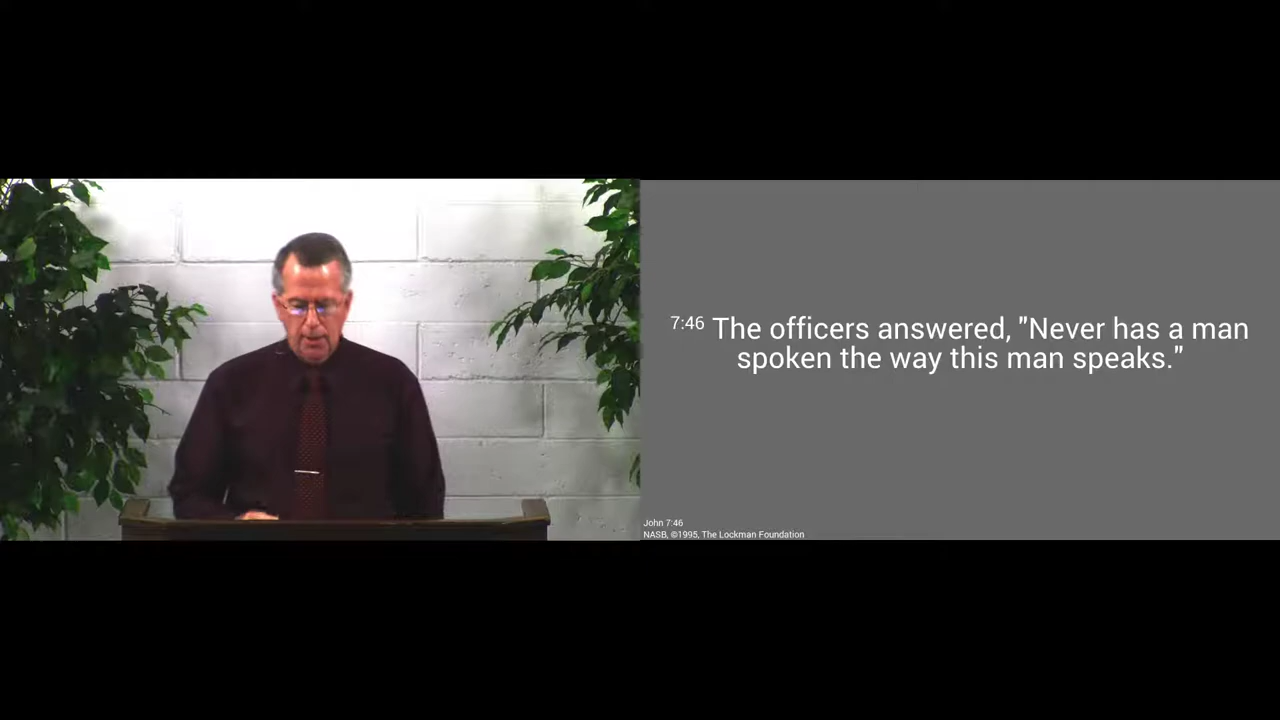 7:46 The officers answered, "Never has a man
spoken the way this man speaks."
John 7:46
NASB, ©1995, The Lockman Foundation